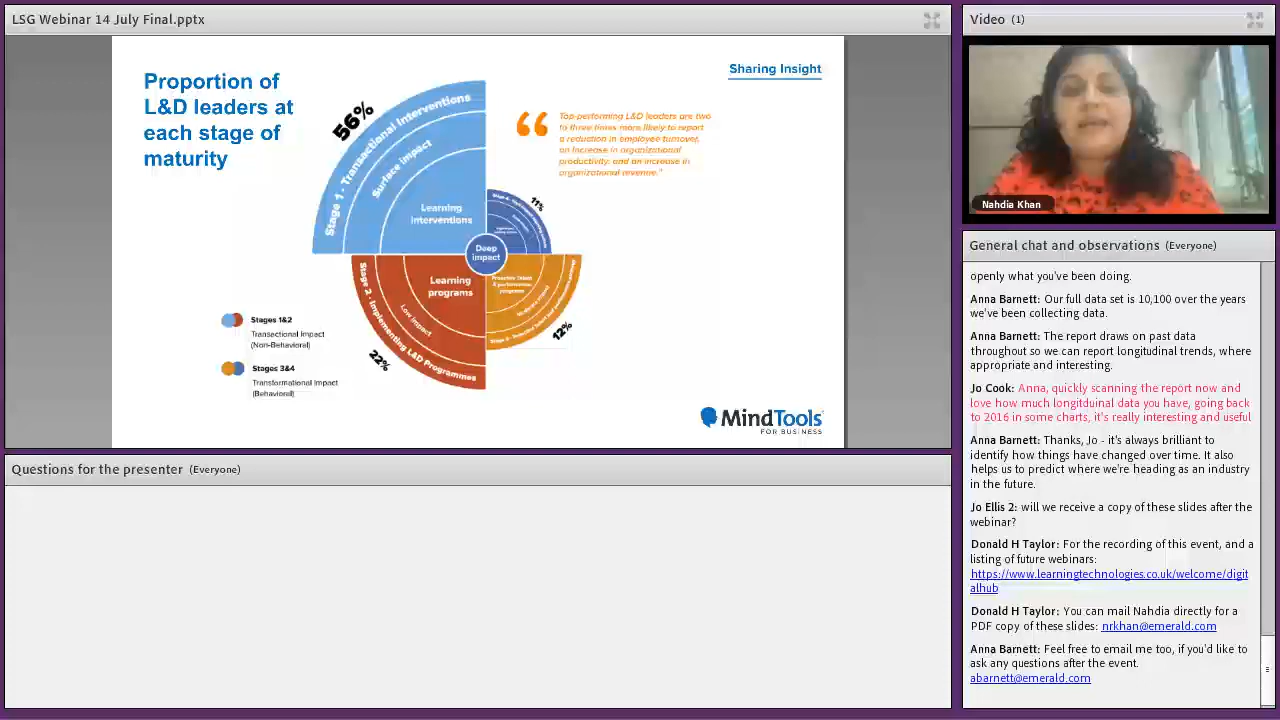 LSG Webinar 14 July Final.pptx
Proportion of
L&D leaders at
each stage of
maturity
Sharing Insight
56%
Stage 1 - Transactional Interventions
Surface impact
Learning
interventions
“
Top-performing L&D leaders are two
to three times more likely to report
a reduction in employee turnover,
an increase in organizational
productivity, and an increase in
organizational revenue."
11%
Deep
impact
Stage 2 - Implementing L&D Programmes
Low impact
Learning
programs
22%
Proactive talent
& performance
programs
12%
Stages 1&2
Transactional Impact
(Non-Behavioral)
Stages 3&4
Transformational Impact
(Behavioral)
MindTools
FOR BUSINESS
Questions for the presenter (Everyone)
Video (1)
Nahdia Khan
General chat and observations (Everyone)
openly what you've been doing.
Anna Barnett: Our full data set is 10,100 over the years
we've been collecting data.
Anna Barnett: The report draws on past data
throughout so we can report longitudinal trends, where
appropriate and interesting.
Jo Cook: Anna, quickly scanning the report now and
love how much longitduinal data you have, going back
to 2016 in some charts, it's really interesting and useful
Anna Barnett: Thanks, Jo - it's always brilliant to
identify how things have changed over time. It also
helps us to predict where we're heading as an industry
in the future.
Jo Ellis 2: will we receive a copy of these slides after the
webinar?
Donald H Taylor: For the recording of this event, and a
listing of future webinars:
https://www.learningtechnologies.co.uk/welcome/digit
alhub
Donald H Taylor: You can mail Nahdia directly for a
PDF copy of these slides: nrkhan@emerald.com
Anna Barnett: Feel free to email me too, if you'd like to
ask any questions after the event.
abarnett@emerald.com